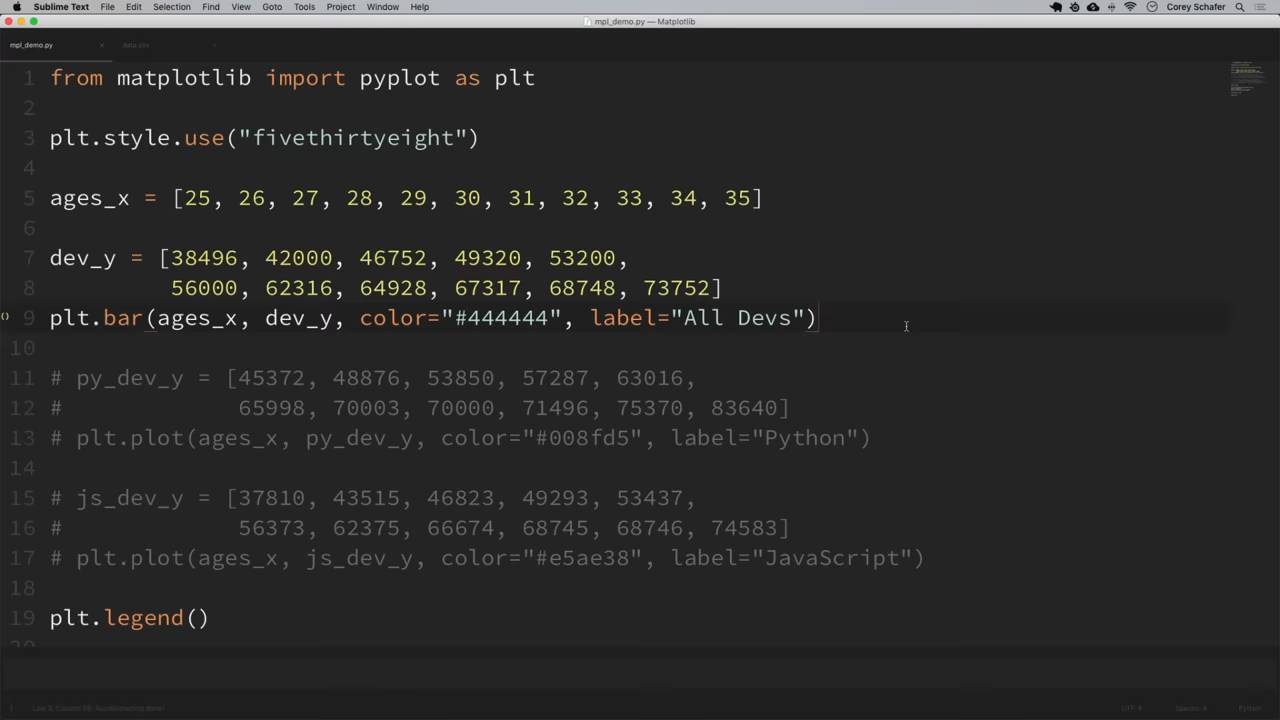 Sublime Text File Edit Selection Find View Goto Tools Project Window Help Corey Schafer
mpl_demo.py — Matplotlib
mpl_demo.py data.csv
1 from matplotlib import pyplot as plt
2
3 plt.style.use("fivethirtyeight")
4
5 ages_x = [25, 26, 27, 28, 29, 30, 31, 32, 33, 34, 35]
6
7 dev_y = [38496, 42000, 46752, 49320, 53200,
8 56000, 62316, 64928, 67317, 68748, 73752]
9 plt.bar(ages_x, dev_y, color="#444444", label="All Devs")
10
11 # py_dev_y = [45372, 48876, 53850, 57287, 63016,
12 # 65998, 70003, 70000, 71496, 75370, 83640]
13 # plt.plot(ages_x, py_dev_y, color="#008fd5", label="Python")
14
15 # js_dev_y = [37810, 43515, 46823, 49293, 53437,
16 # 56373, 62375, 66674, 68745, 68746, 74583]
17 # plt.plot(ages_x, js_dev_y, color="#e5ae38", label="JavaScript")
18
19 plt.legend()
20
Python